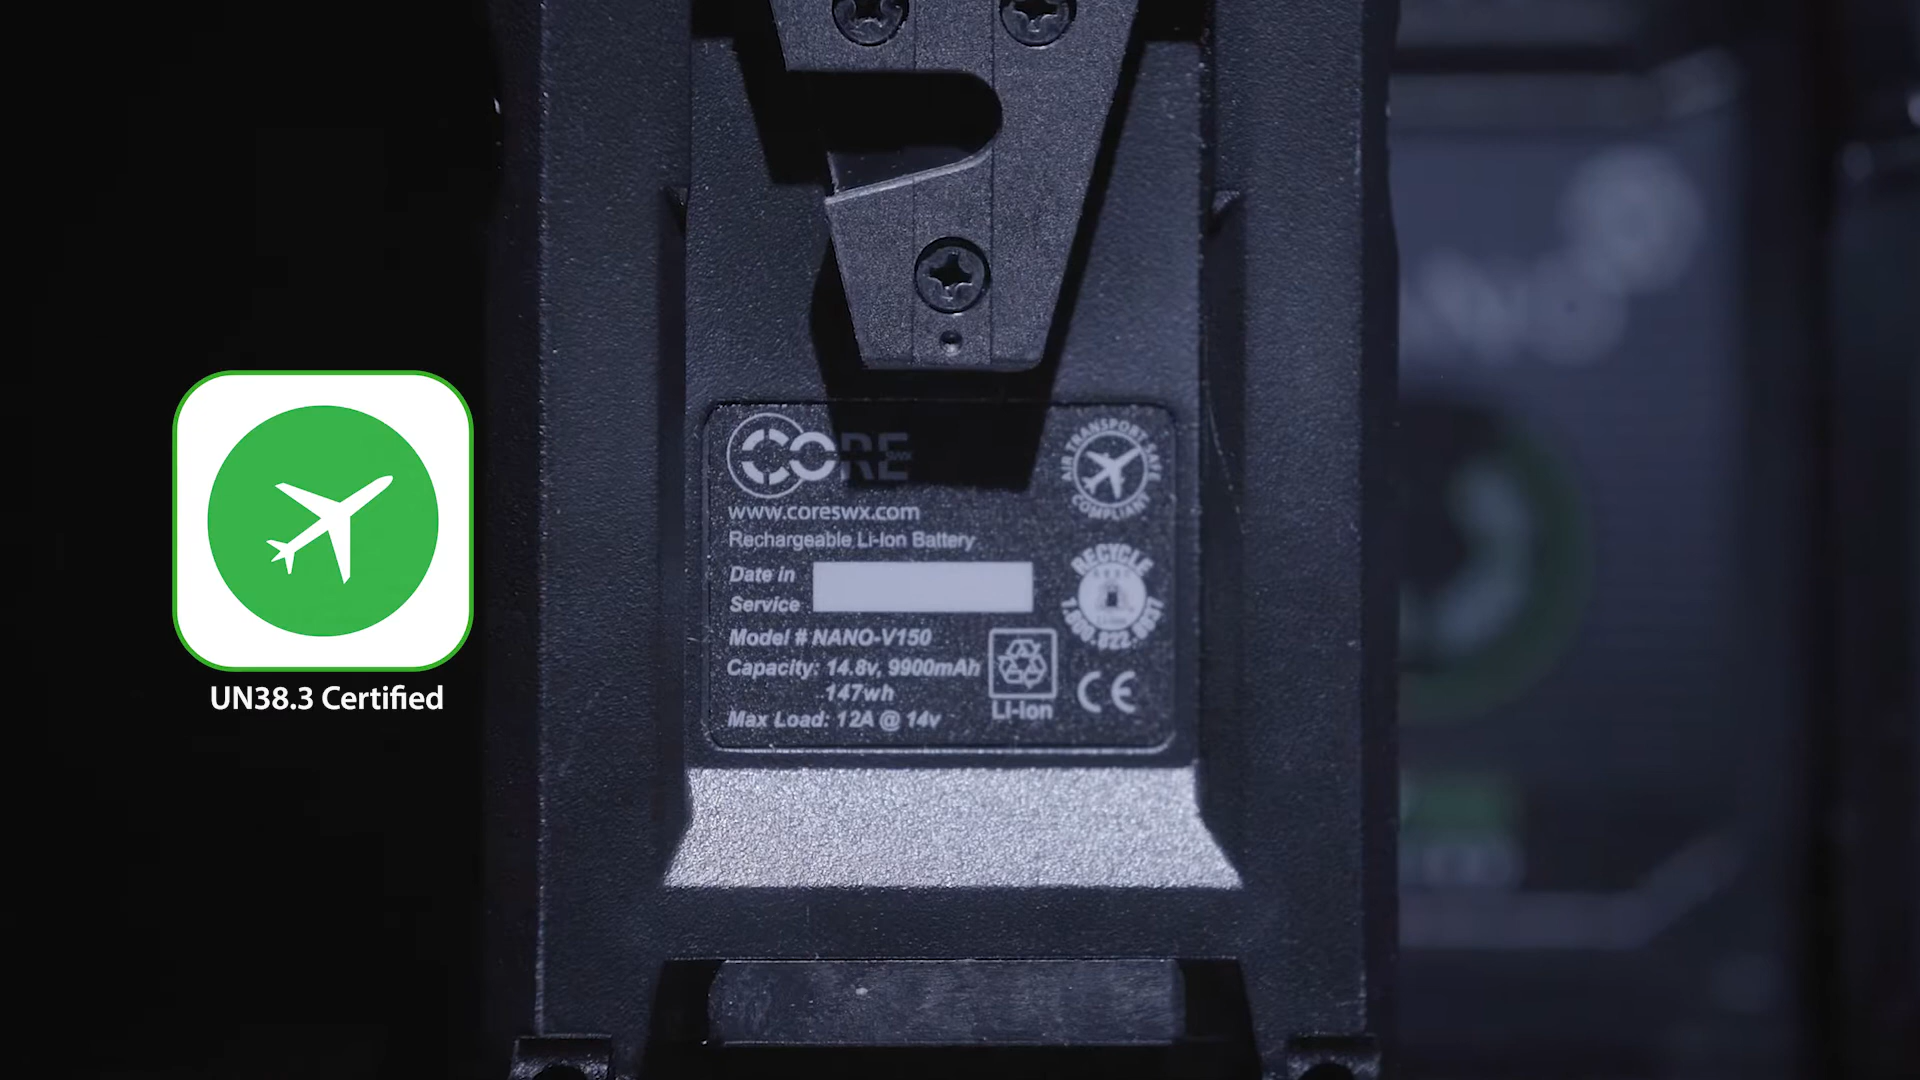 CORE SWX
www.coreswx.com
Rechargeable Li-Ion Battery
Date in
Service
Model # NANO-V150
Capacity: 14.8v, 9900mAh
147wh
Max Load: 12A @ 14v
AIR TRANSPORT SAFE
COMPLIANT
RECYCLE
Li-Ion
CE
UN38.3 Certified